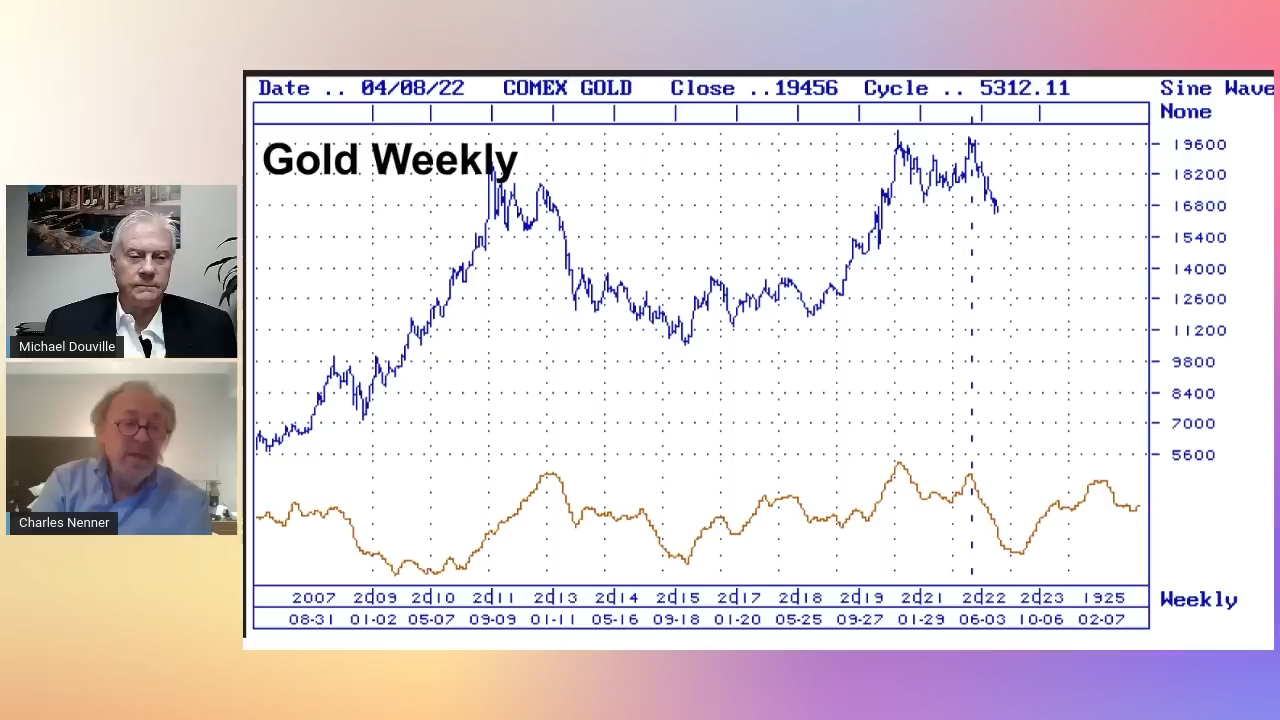 Date .. 04/08/22 COMEX GOLD Close ..19456 Cycle .. 5312.11 Sine Wave
None
Gold Weekly
19600
18200
16800
15400
14000
12600
11200
9800
8400
7000
5600
Michael Douville
Charles Nenner
2007 2009 2010 2011 2013 2014 2015 2017 2018 2019 2021 2022 2023 1925
Weekly
08-31 01-02 05-07 09-09 01-11 05-16 09-18 01-20 05-25 09-27 01-29 06-03 10-06 02-07